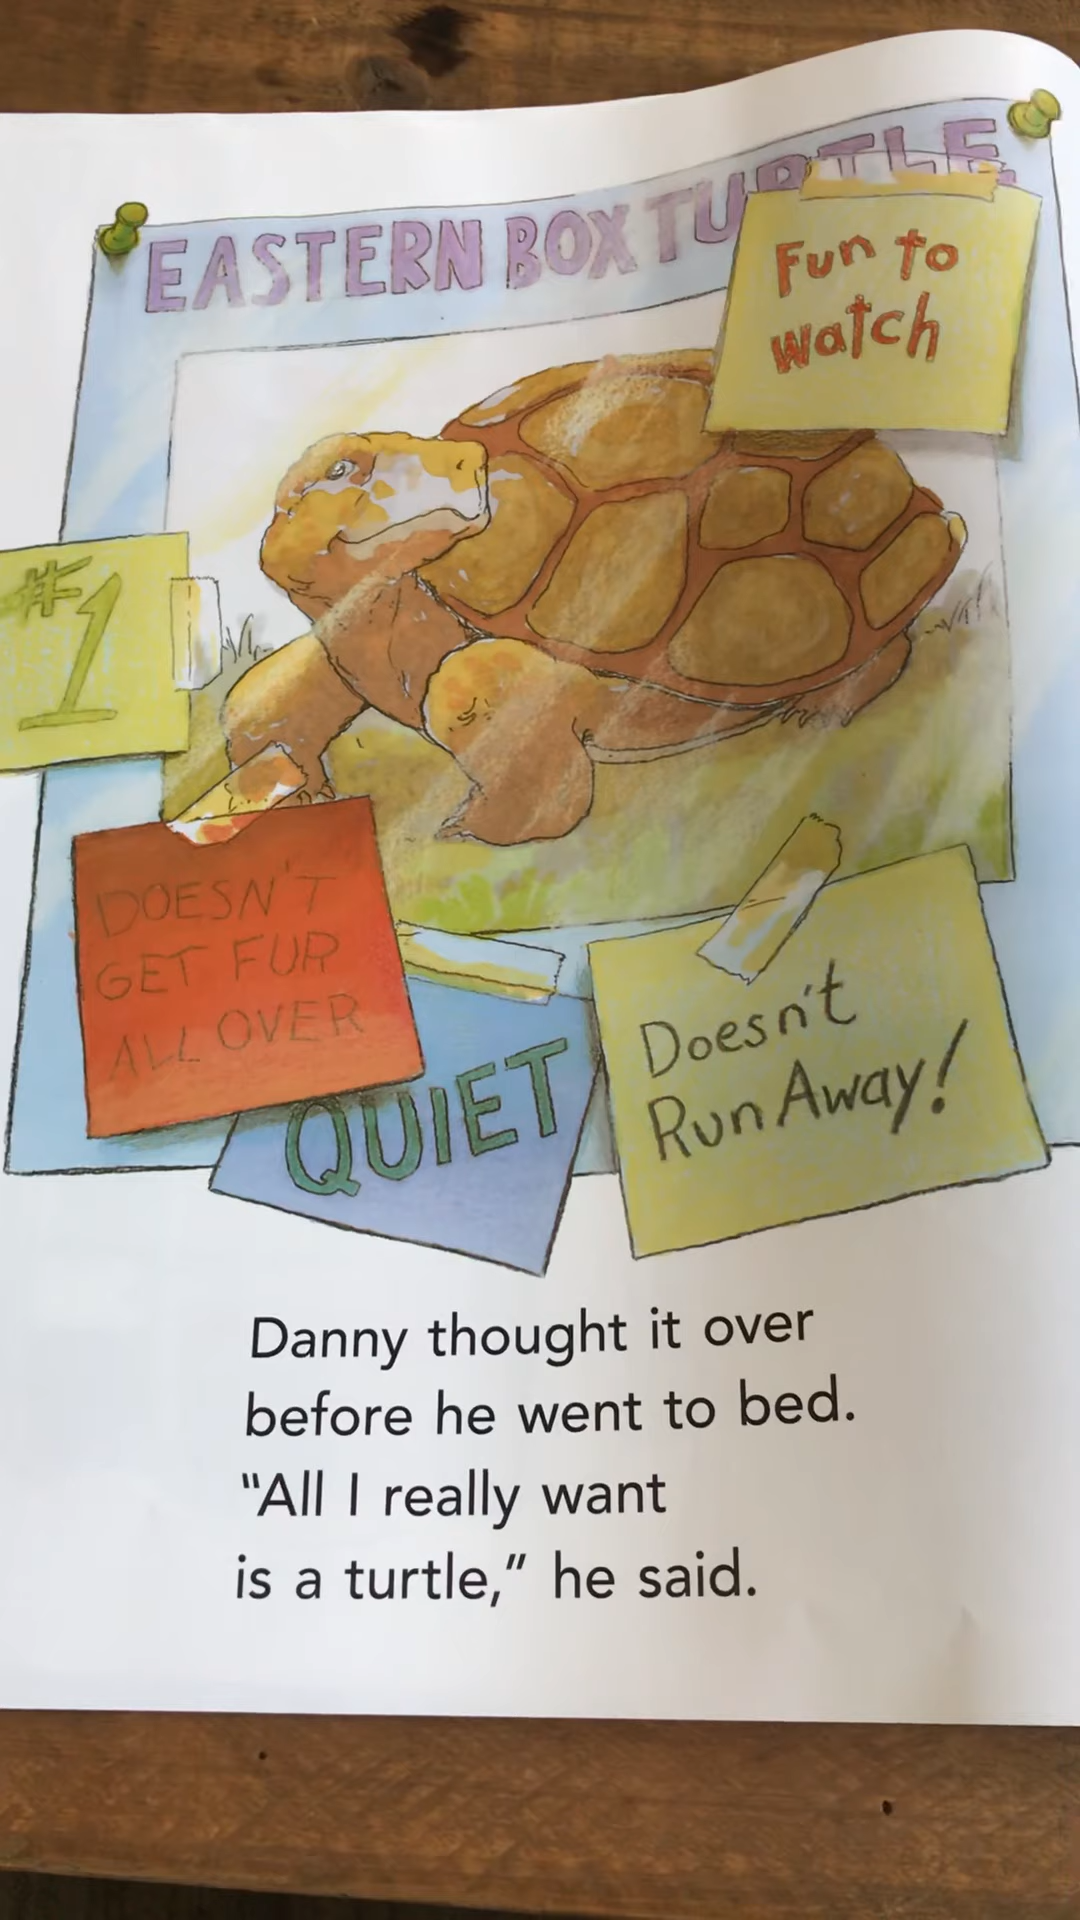 EASTERN BOX TURTLE
Fun to
watch
#1
DOESN'T
GET FUR
ALL OVER
QUIET
Doesn't
Run Away!
Danny thought it over
before he went to bed.
"All I really want
is a turtle," he said.